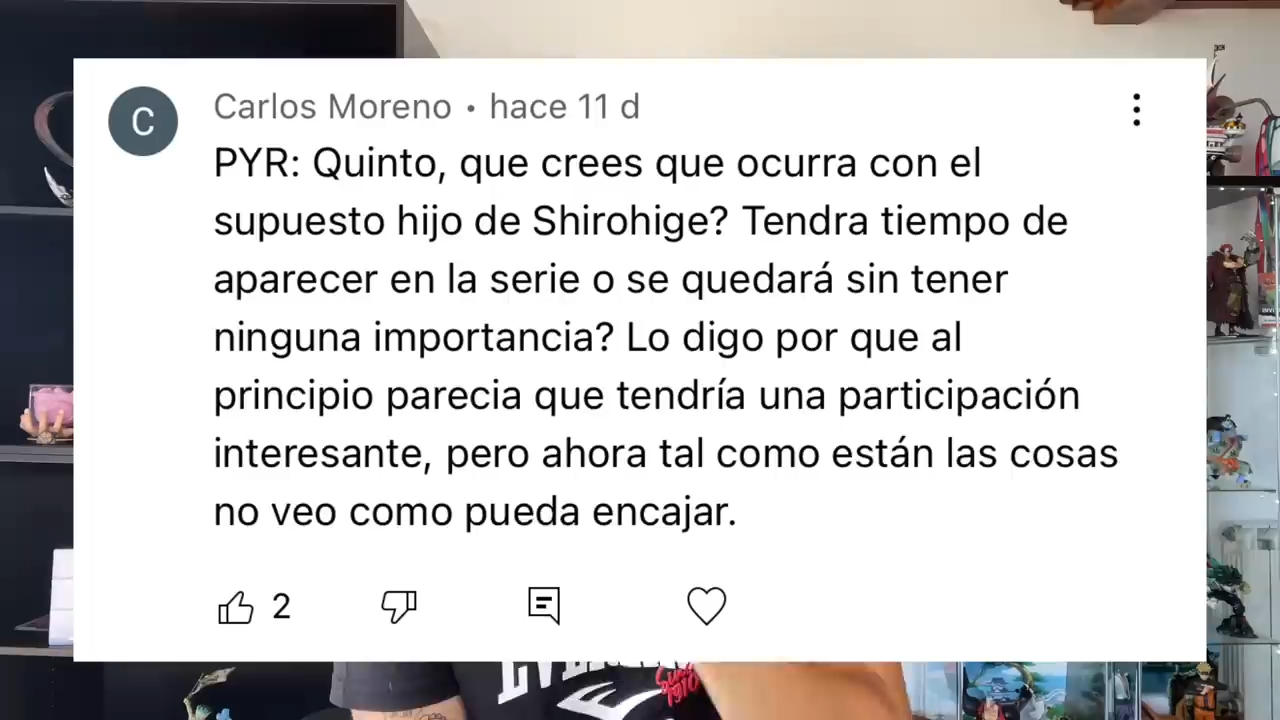 C
Carlos Moreno • hace 11 d
PYR: Quinto, que crees que ocurra con el
supuesto hijo de Shirohige? Tendra tiempo de
aparecer en la serie o se quedará sin tener
ninguna importancia? Lo digo por que al
principio parecia que tendría una participación
interesante, pero ahora tal como están las cosas
no veo como pueda encajar.
2